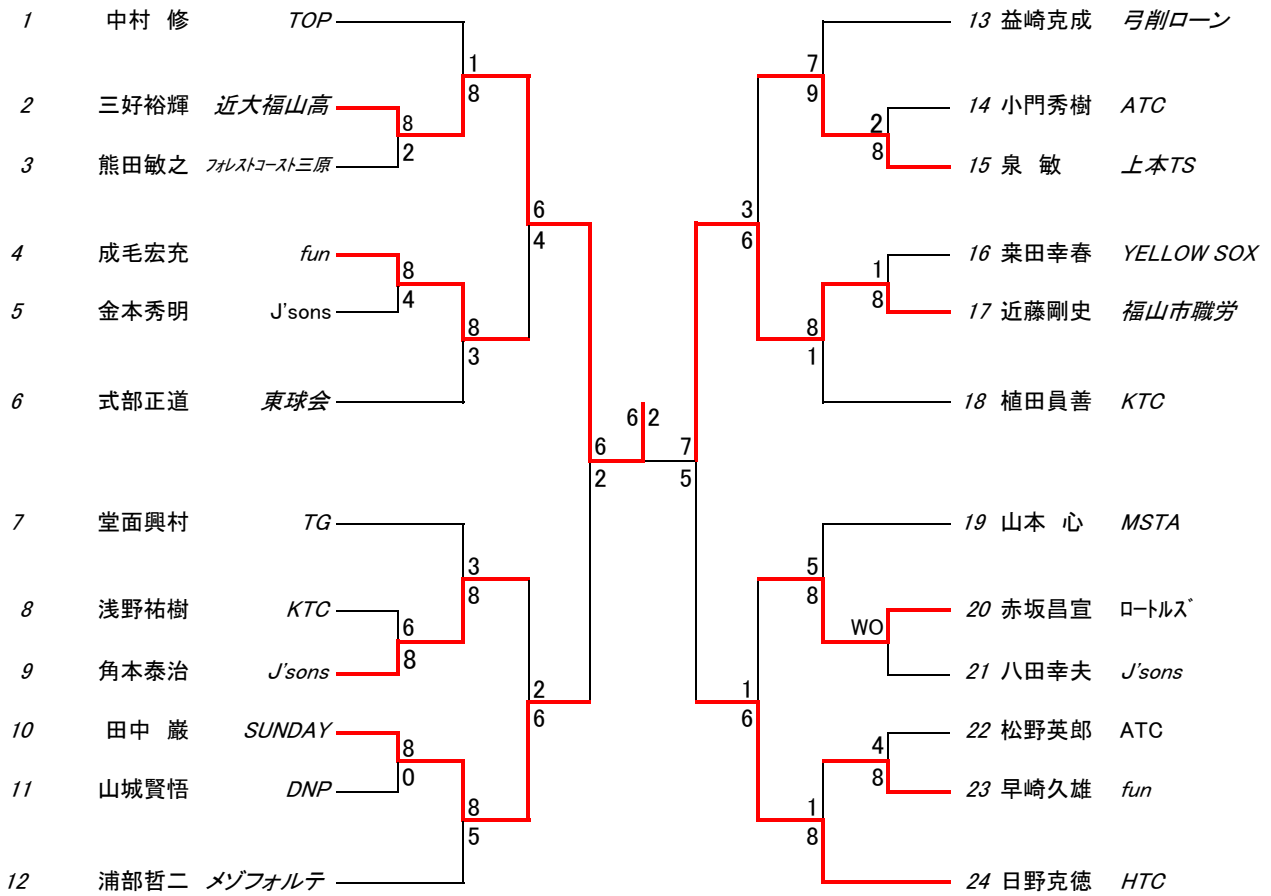 1 中村 修 TOP
2 三好裕輝 近大福山高
3 熊田敏之 フォレストコースト三原
4 成毛宏充 fun
5 金本秀明 J'sons
6 式部正道 東球会
7 堂面興村 TG
8 浅野祐樹 KTC
9 角本泰治 J'sons
10 田中 巌 SUNDAY
11 山城賢悟 DNP
12 浦部哲二 メゾフォルテ
1
8
8
2
6
4
8
4
8
3
6
2
3
8
6
8
2
6
8
0
8
5
6 2
7
5
7
9
2
8
3
6
1
8
8
1
5
8
WO
1
6
4
8
1
8
13 益崎克成 弓削ローン
14 小門秀樹 ATC
15 泉 敏 上本TS
16 桒田幸春 YELLOW SOX
17 近藤剛史 福山市職労
18 植田員善 KTC
19 山本 心 MSTA
20 赤坂昌宣 ロートルズ
21 八田幸夫 J'sons
22 松野英郎 ATC
23 早崎久雄 fun
24 日野克徳 HTC